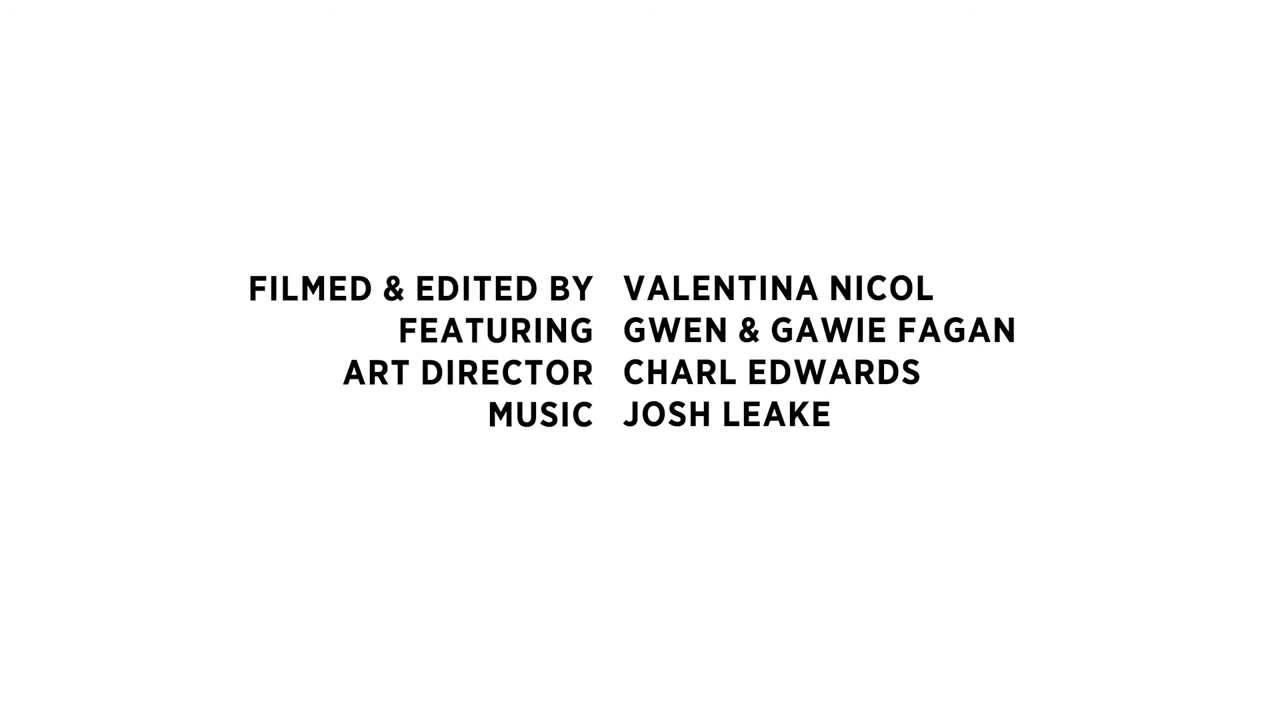 FILMED & EDITED BY VALENTINA NICOL
FEATURING GWEN & GAWIE FAGAN
ART DIRECTOR CHARL EDWARDS
MUSIC JOSH LEAKE